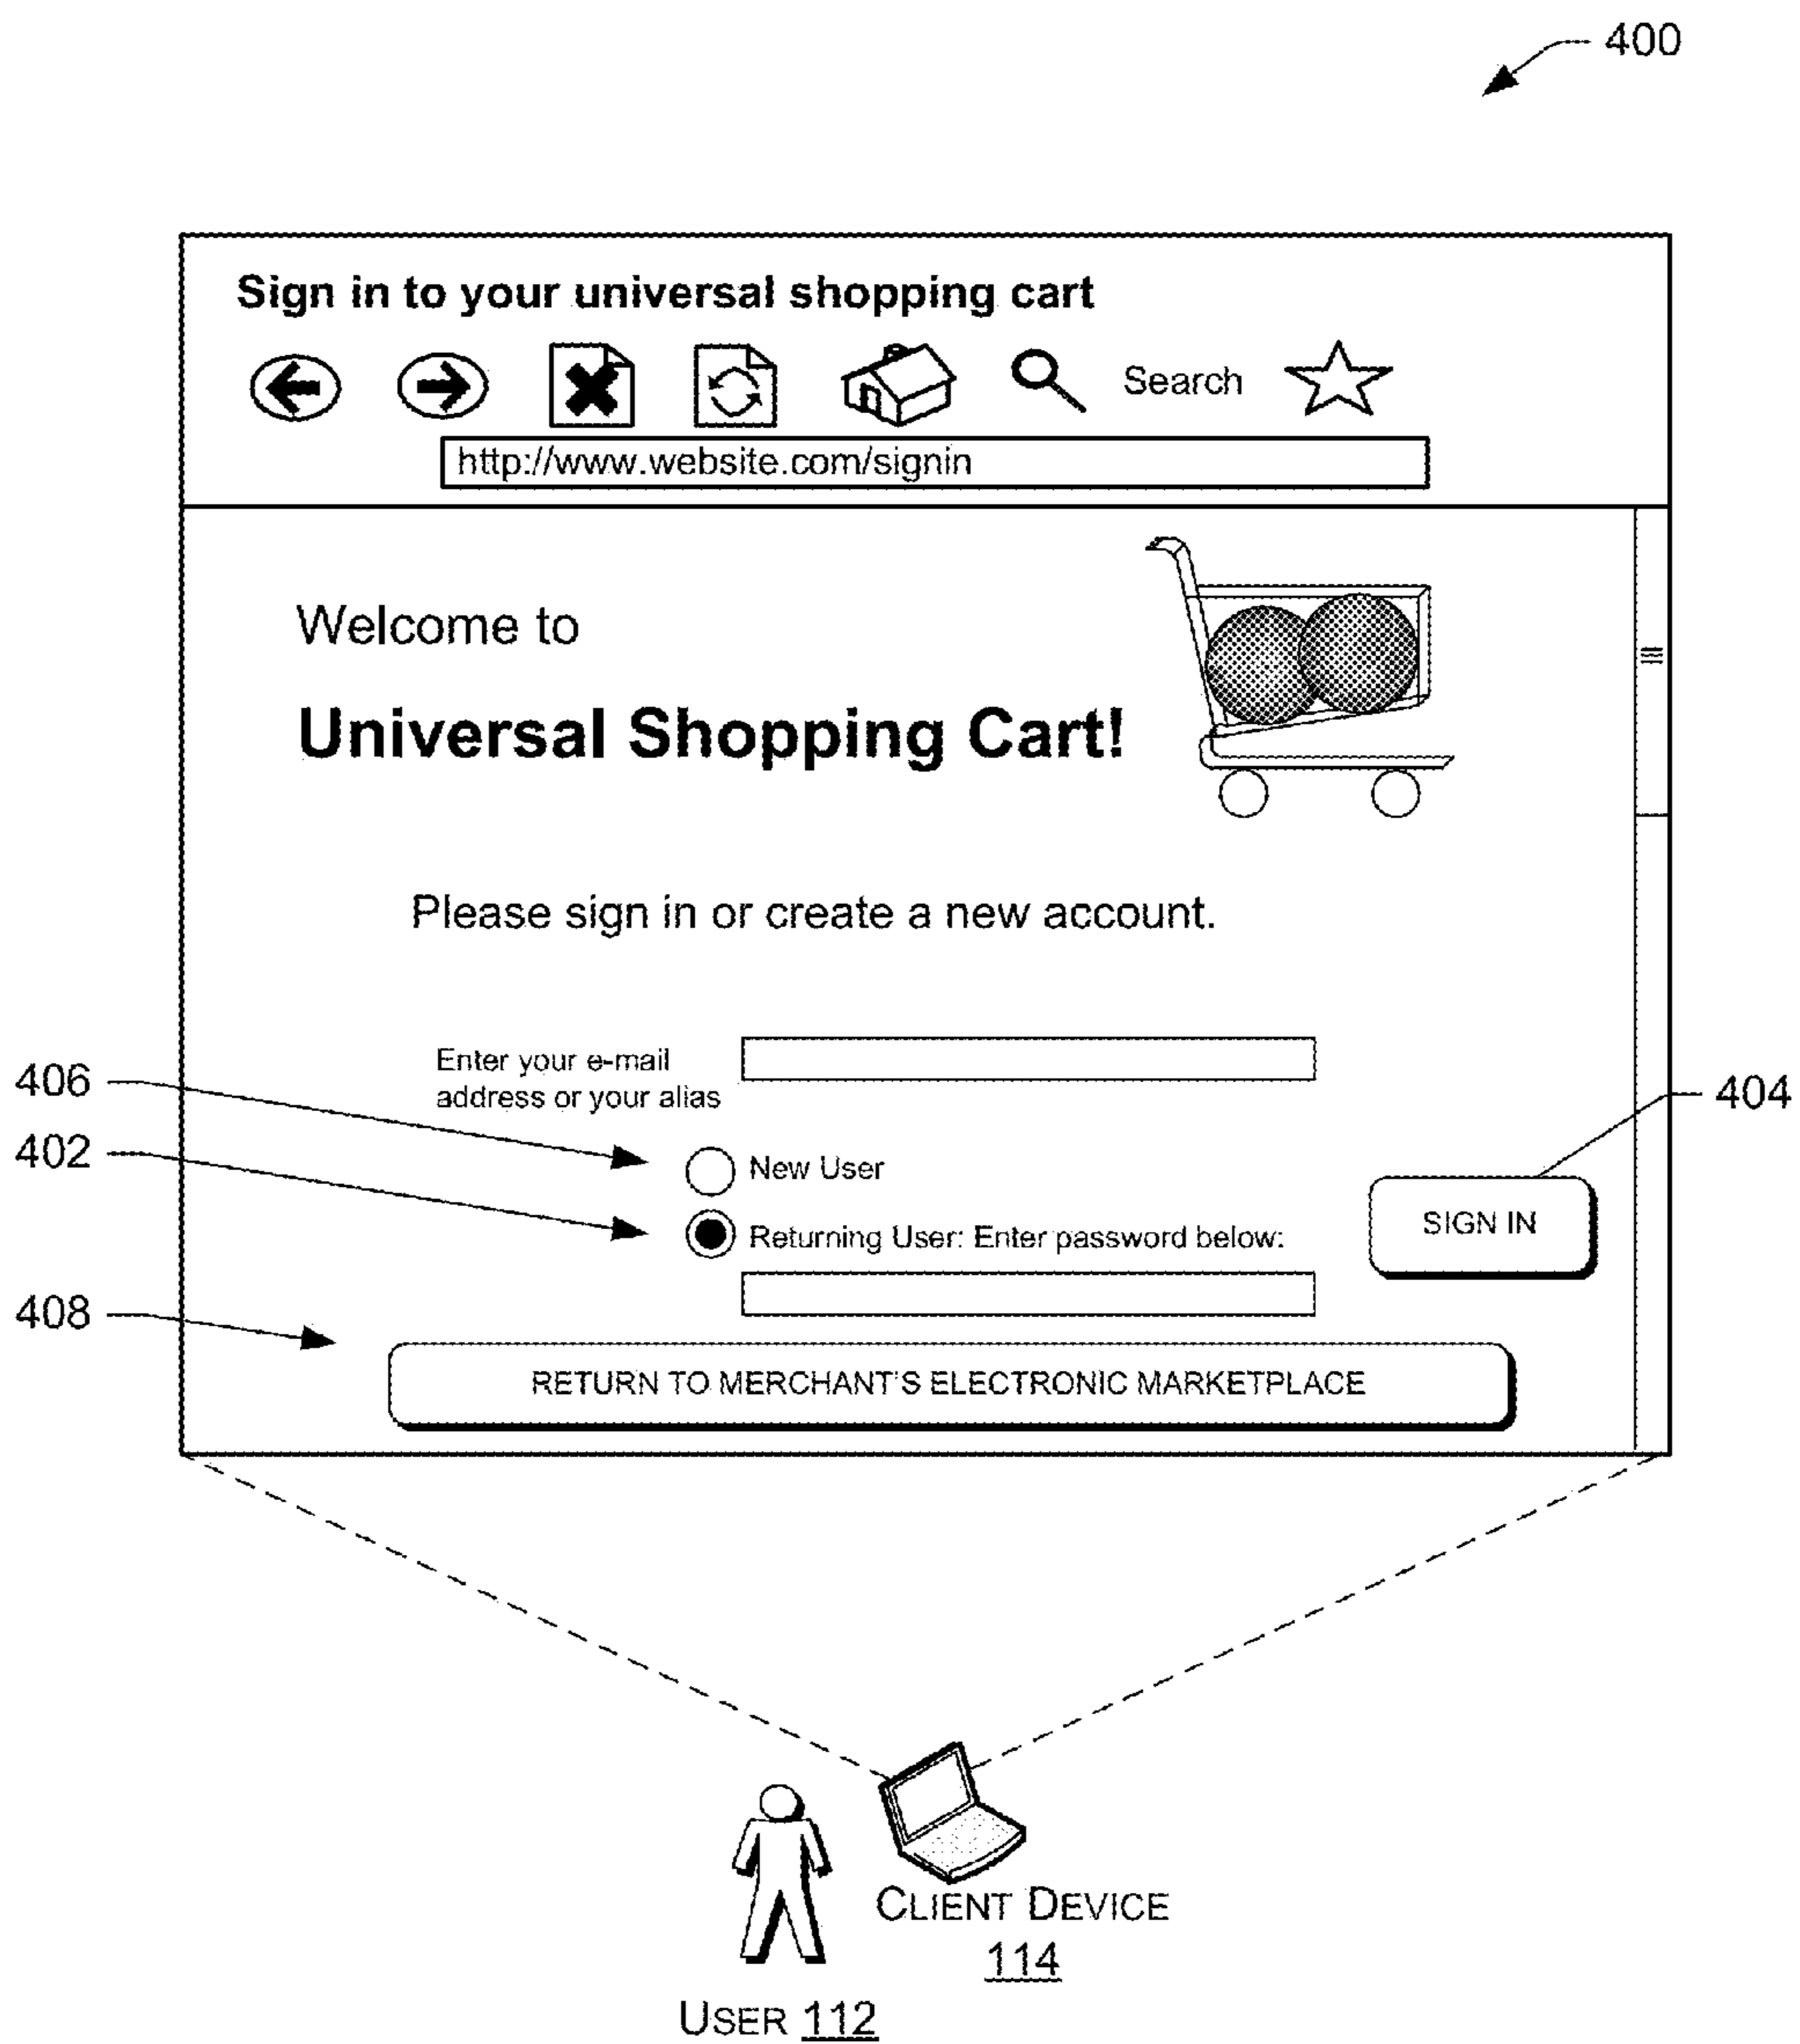 400
Sign in to your universal shopping cart
Search
http://www.website.com/signin
Welcome to
Universal Shopping Cart!
Please sign in or create a new account.
Enter your e-mail
address or your alias
406
404
402
New User
SIGN IN
Returning User: Enter password below:
408
RETURN TO MERCHANT'S ELECTRONIC MARKETPLACE
CLIENT DEVICE
114
USER 112